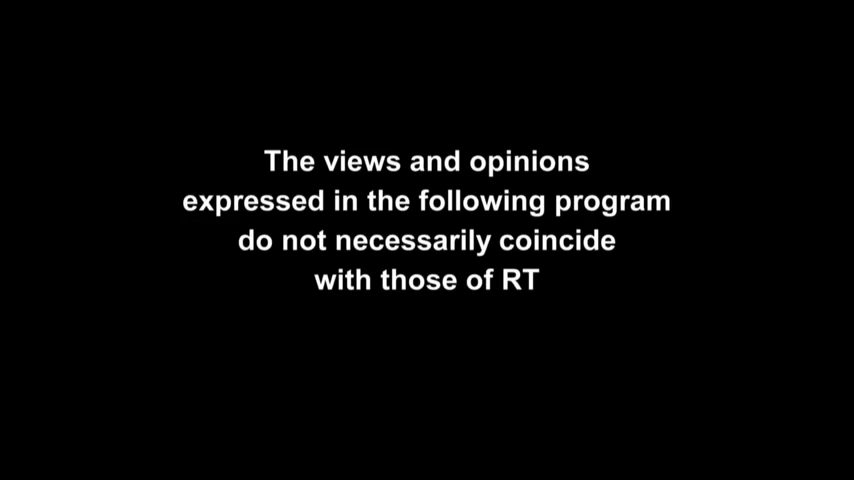 The views and opinions
expressed in the following program
do not necessarily coincide
with those of RT